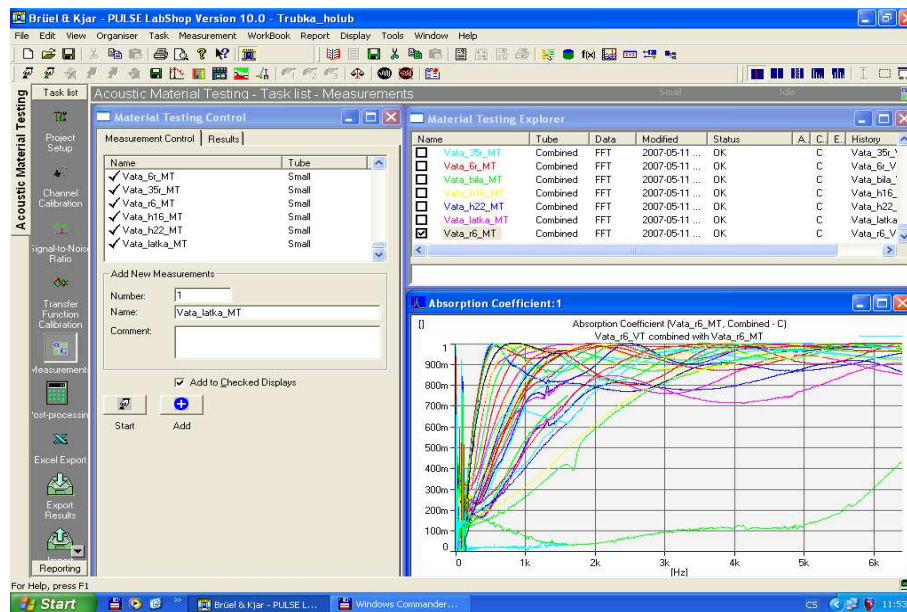 Brüel & Kjar - PULSE LabShop Version 10.0 - Trubka_holub
File Edit View Organiser Task Measurement WorkBook Report Display Tools Window Help
f(x)
Task list
Acoustic Material Testing - Task list - Measurements
Small
Idle
Acoustic Material Testing
Project
Setup
Channel
Calibration
Signal-to-Nois
Ratio
Transfer
Function
Calibration
Measurement
Post-processin
Excel Export
Export
Results
Reporting
Material Testing Control
Measurement Control Results
Name Tube
Vata_6r_MT Small
Vata_35r_MT Small
Vata_r6_MT Small
Vata_h16_MT Small
Vata_h22_MT Small
Vata_latka_MT Small
Add New Measurements
Number: 1
Name: Vata_latka_MT
Comment:
Add to Checked Displays
Start Add
Material Testing Explorer
Name Tube Data Modified Status A. C. E. History
Vata_35r_MT Combined FFT 2007-05-11 ... OK C Vata_35r_V
Vata_6r_MT Combined FFT 2007-05-11 ... OK C Vata_6r_V
Vata_bila_MT Combined FFT 2007-05-11 ... OK C Vata_bila_
Vata_h16_MT Combined FFT 2007-05-11 ... OK C Vata_h16_
Vata_h22_MT Combined FFT 2007-05-11 ... OK C Vata_h22_
Vata_latka_MT Combined FFT 2007-05-11 ... OK C Vata_latka
Vata_r6_MT Combined FFT 2007-05-11 ... OK C Vata_r6_V
Absorption Coefficient:1
[] Absorption Coefficient (Vata_r6_MT, Combined - C)
Vata_r6_VT combined with Vata_r6_MT
1
900m
800m
700m
600m
500m
400m
300m
200m
100m
0
0 1k 2k 3k 4k 5k 6k
[Hz]
For Help, press F1
Start Brüel & Kjar - PULSE L... Windows Commander... CS 11:53